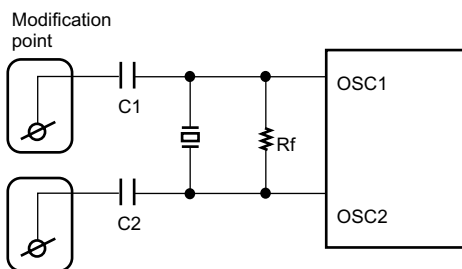 Modification
point
C1
OSC1
Rf
C2
OSC2